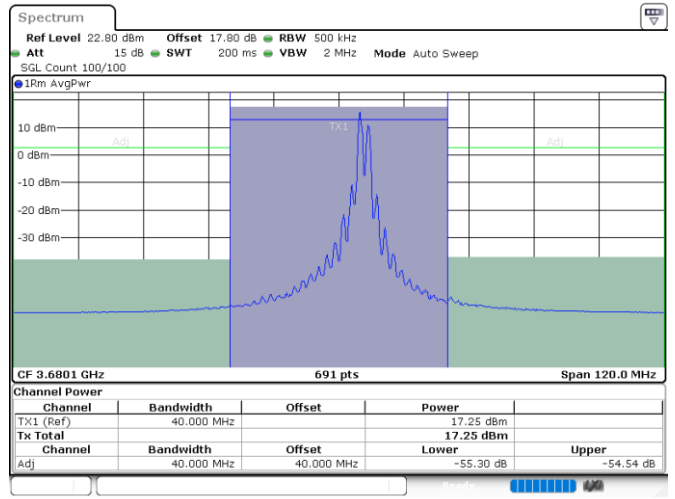 Spectrum
Ref Level 22.80 dBm Offset 17.80 dB RBW 500 kHz
Att 15 dB SWT 200 ms VBW 2 MHz Mode Auto Sweep
SGL Count 100/100
1Rm AvgPwr
TX1
10 dBm
Adj Adj
0 dBm
-10 dBm
-20 dBm
-30 dBm
CF 3.6801 GHz 691 pts Span 120.0 MHz
Channel Power
Channel Bandwidth Offset Power
TX1 (Ref) 40.000 MHz 17.25 dBm
Tx Total 17.25 dBm
Channel Bandwidth Offset Lower Upper
Adj 40.000 MHz 40.000 MHz -55.30 dB -54.54 dB